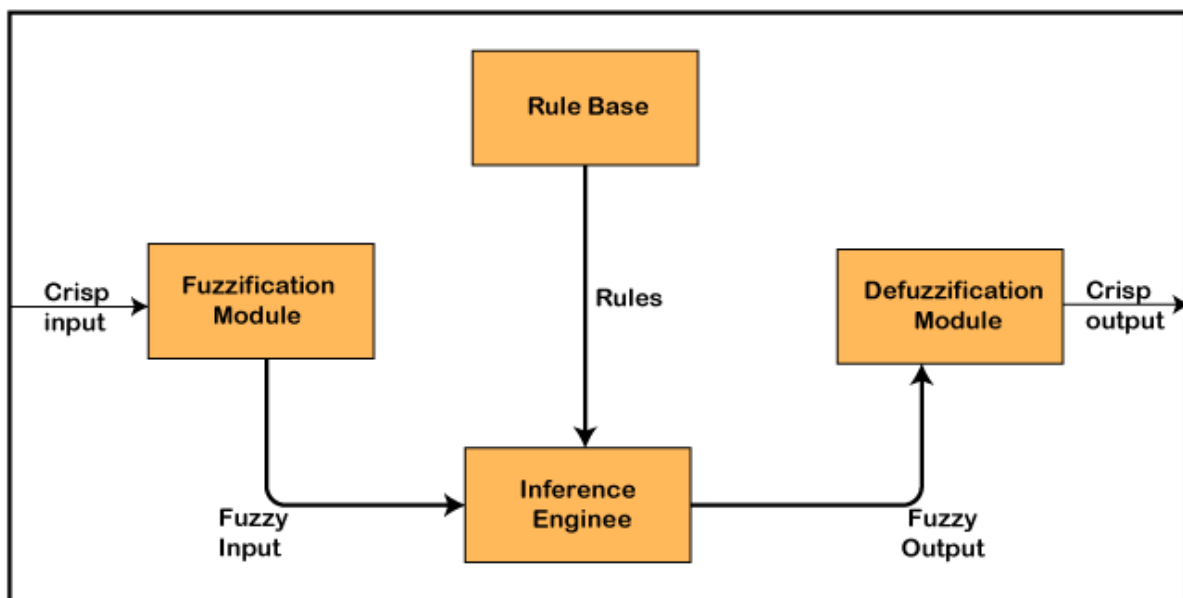 Rule Base
Crisp
input
Fuzzification
Module
Rules
Defuzzification
Module
Crisp
output
Inference
Enginee
Fuzzy
Input
Fuzzy
Output